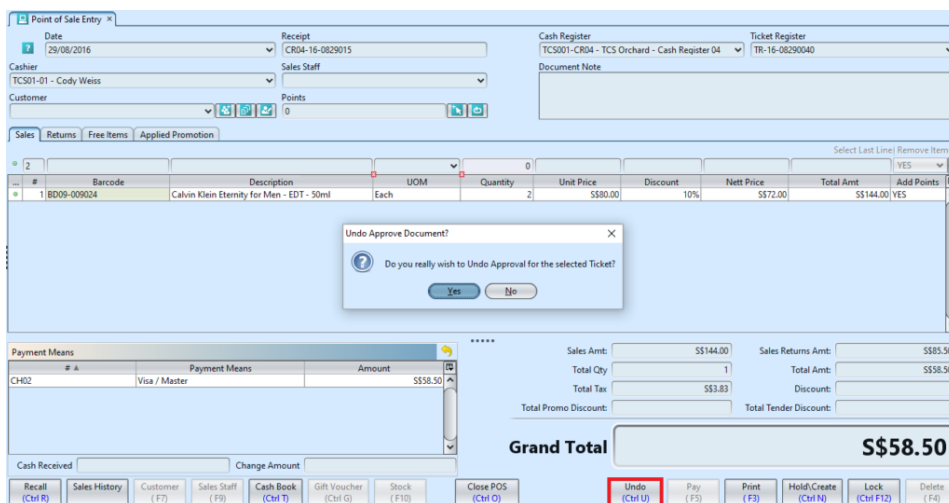 Point of Sale Entry ×
Date Receipt Cash Register Ticket Register
? 29/08/2016 CR04-16-0829015 TCS001-CR04 - TCS Orchard - Cash Register 04 TR-16-08290040
Cashier Sales Staff Document Note
TCS01-01 - Cody Weiss
Customer Points
0
Sales Returns Free Items Applied Promotion
Select Last Line| Remove Item
2 0 YES
... # Barcode Description UOM Quantity Unit Price Discount Nett Price Total Amt Add Points
1 BD09-009024 Calvin Klein Eternity for Men - EDT - 50ml Each 2 S$80.00 10% S$72.00 S$144.00 YES
Undo Approve Document? ×
? Do you really wish to Undo Approval for the selected Ticket?
Yes No
Payment Means
# Payment Means Amount
CH02 Visa / Master S$58.50
Sales Amt: S$144.00 Sales Returns Amt: S$85.50
Total Qty 1 Total Amt: S$58.50
Total Tax S$3.83 Discount:
Total Promo Discount: Total Tender Discount:
Grand Total S$58.50
Cash Received Change Amount
Recall Sales History Customer Sales Staff Cash Book Gift Voucher Stock Close POS Undo Pay Print Hold\Create Lock Delete
(Ctrl R) (F7) (F9) (Ctrl T) (Ctrl G) (F10) (Ctrl O) (Ctrl U) (F5) (F3) (Ctrl N) (Ctrl F12) (F4)